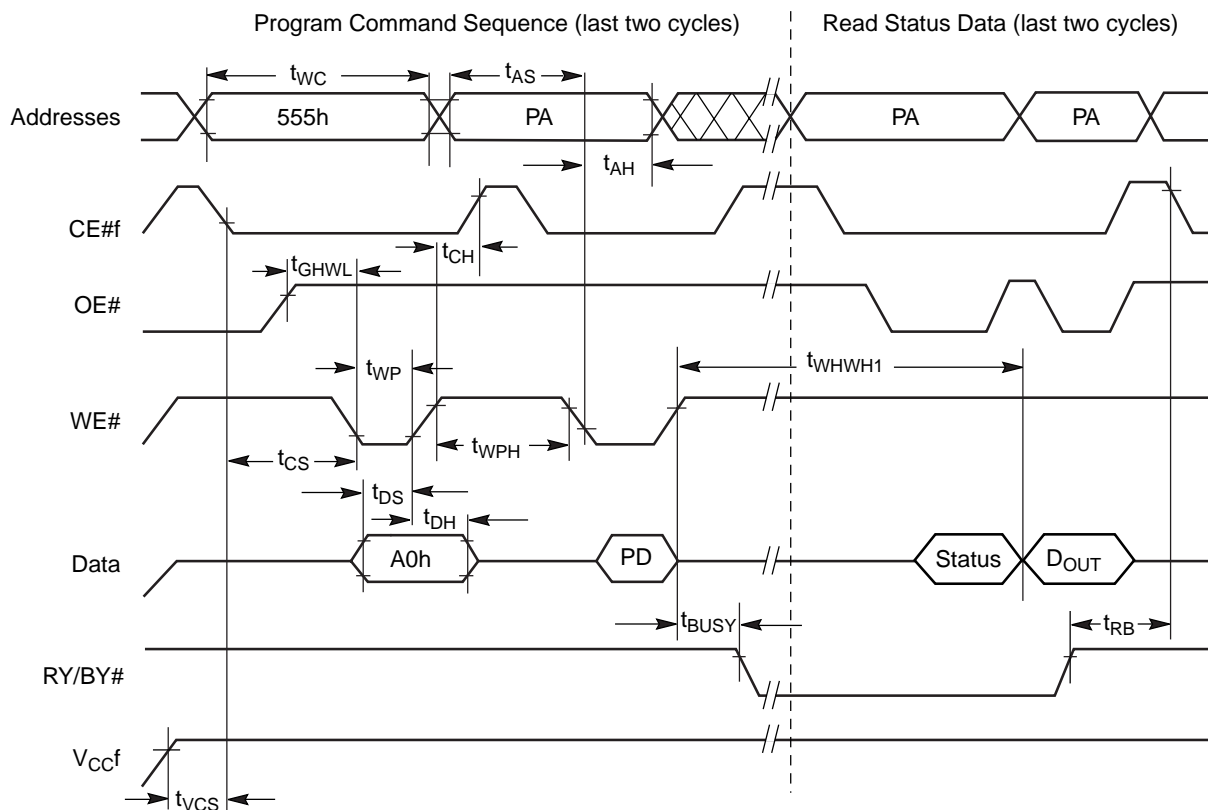 Program Command Sequence (last two cycles)
Read Status Data (last two cycles)
tWC
tAS
Addresses
555h
PA
PA
PA
tAH
CE#f
tCH
tGHWL
OE#
tWP
tWHWH1
WE#
tWPH
tCS
tDS
tDH
Data
A0h
PD
Status
DOUT
tBUSY
tRB
RY/BY#
VCCf
tVCS